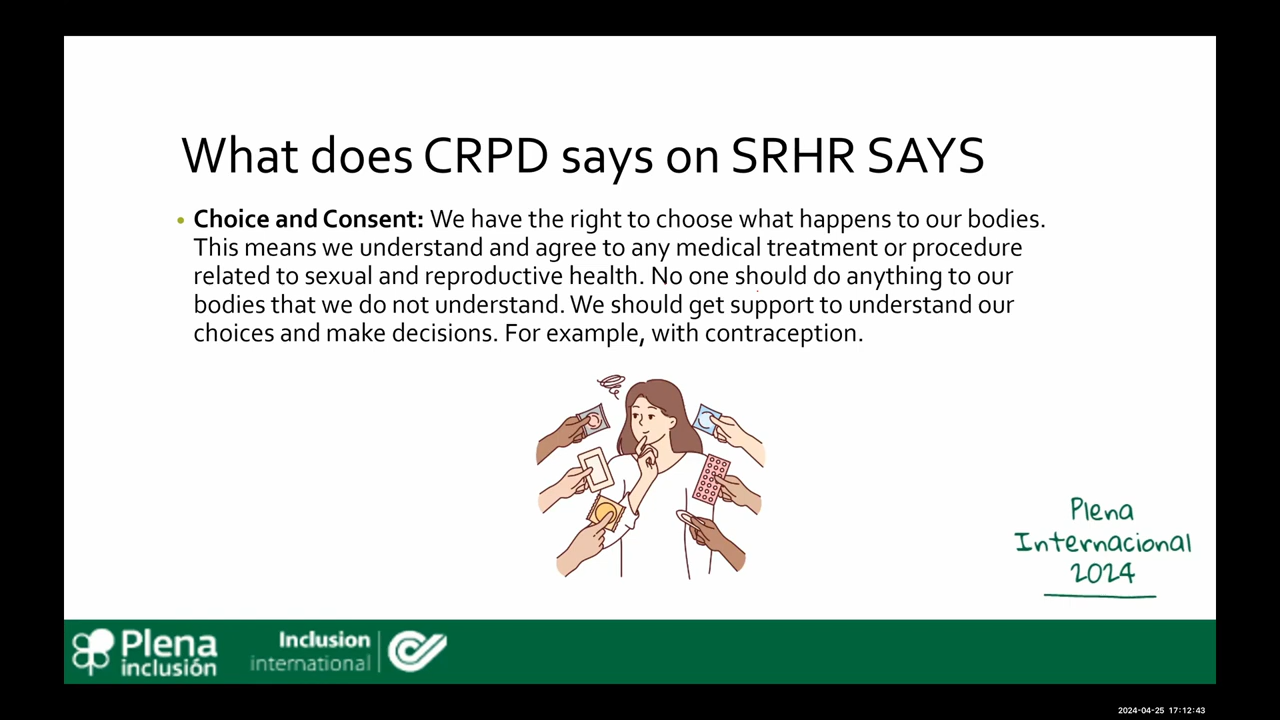 What does CRPD says on SRHR SAYS
• Choice and Consent: We have the right to choose what happens to our bodies.
This means we understand and agree to any medical treatment or procedure
related to sexual and reproductive health. No one should do anything to our
bodies that we do not understand. We should get support to understand our
choices and make decisions. For example, with contraception.
Plena
Internacional
2024
Plena
inclusión
Inclusion
international
2024-04-25 17:12:43